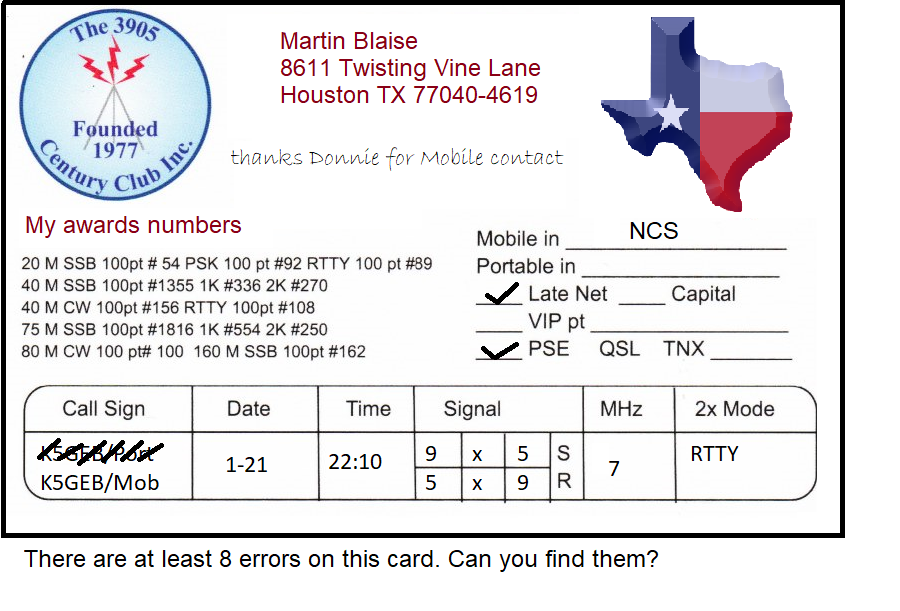 The 3905
Founded
1977
Century Club Inc.
Martin Blaise
8611 Twisting Vine Lane
Houston TX 77040-4619
thanks Donnie for Mobile contact
My awards numbers
20 M SSB 100pt # 54 PSK 100 pt #92 RTTY 100 pt #89
40 M SSB 100pt #1355 1K #336 2K #270
40 M CW 100pt #156 RTTY 100pt #108
75 M SSB 100pt #1816 1K #554 2K #250
80 M CW 100 pt# 100 160 M SSB 100pt #162
Mobile in NCS
Portable in
Late Net Capital
VIP pt
PSE QSL TNX
Call Sign Date Time Signal MHz 2x Mode
K5GEB/Port
K5GEB/Mob 1-21 22:10 9 x 5 S 7 RTTY
5 x 9 R
There are at least 8 errors on this card. Can you find them?